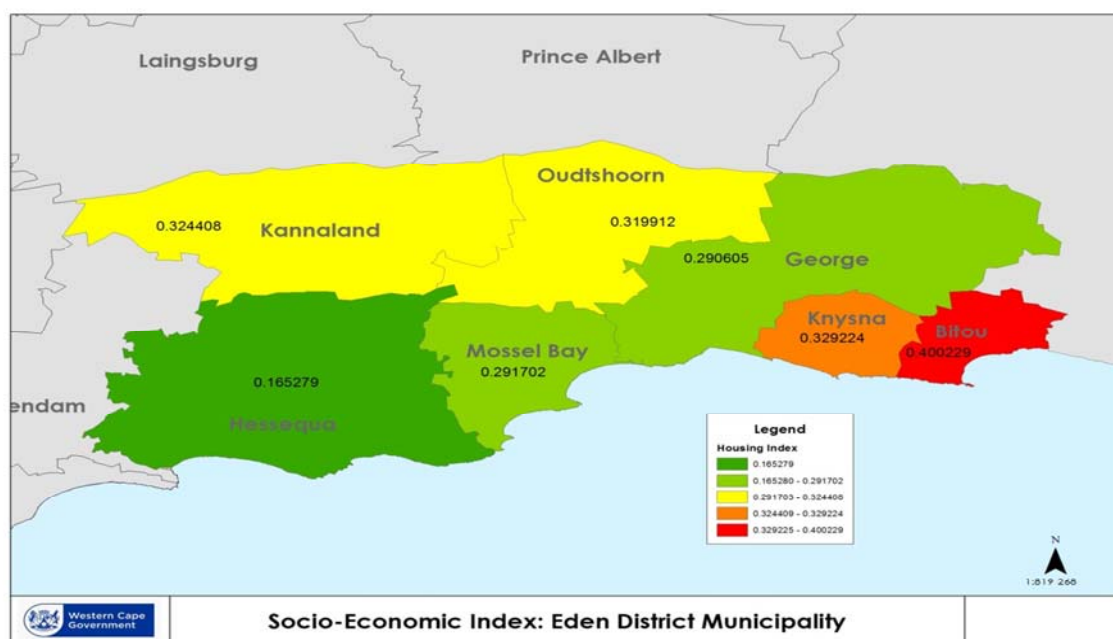 Laingsburg
Prince Albert
Oudtshoorn
0.319912
0.324408
Kannaland
0.290605
George
Knysna
0.329224
Bitou
0.400229
Mossel Bay
0.291702
0.165279
endam
Hessequa
Legend
Housing Index
0.165279
0.165280 - 0.291702
0.291703 - 0.324408
0.324409 - 0.329224
0.329225 - 0.400229
N
1:819 268
Western Cape
Government
Socio-Economic Index: Eden District Municipality